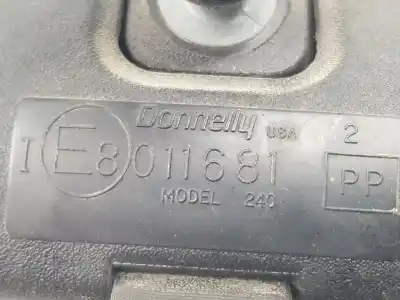 Donnelly USA 2
I E8 011681 PP
MODEL 240